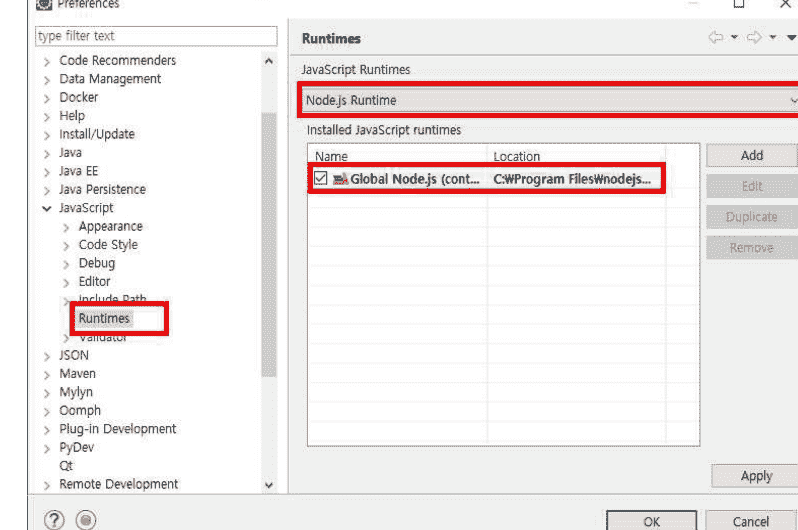 Preferences
type filter text
Code Recommenders
Data Management
Docker
Help
Install/Update
Java
Java EE
Java Persistence
JavaScript
Appearance
Code Style
Debug
Editor
Include Path
Runtimes
Validator
JSON
Maven
Mylyn
Oomph
Plug-in Development
PyDev
Qt
Remote Development
Runtimes
JavaScript Runtimes
Node.js Runtime
Installed JavaScript runtimes
Name Location
Global Node.js (cont... C:₩Program Files₩nodejs...
Add
Edit
Duplicate
Remove
Apply
OK Cancel